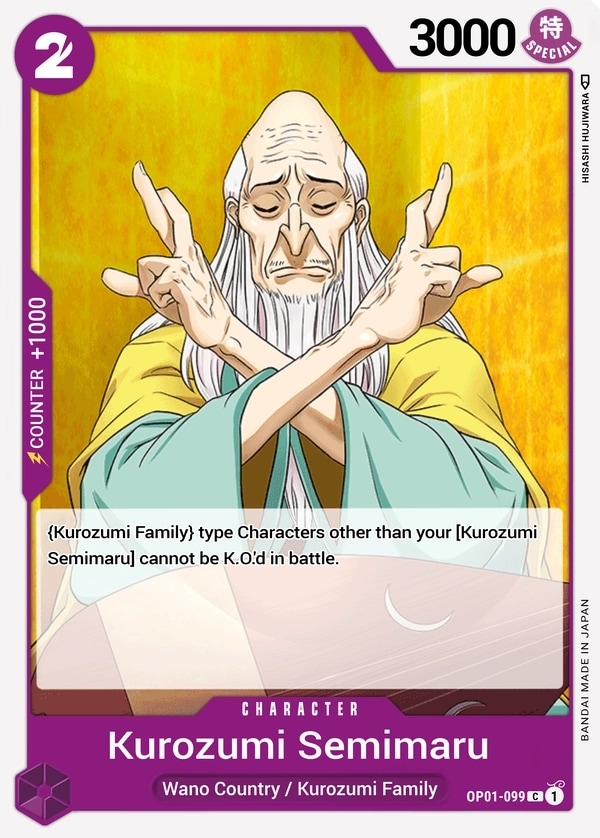 2
3000
特
SPECIAL
HISASHI HUJIWARA
COUNTER +1000
{Kurozumi Family} type Characters other than your [Kurozumi
Semimaru] cannot be K.O.'d in battle.
BANDAI MADE IN JAPAN
CHARACTER
Kurozumi Semimaru
Wano Country / Kurozumi Family
OP01-099 C 1